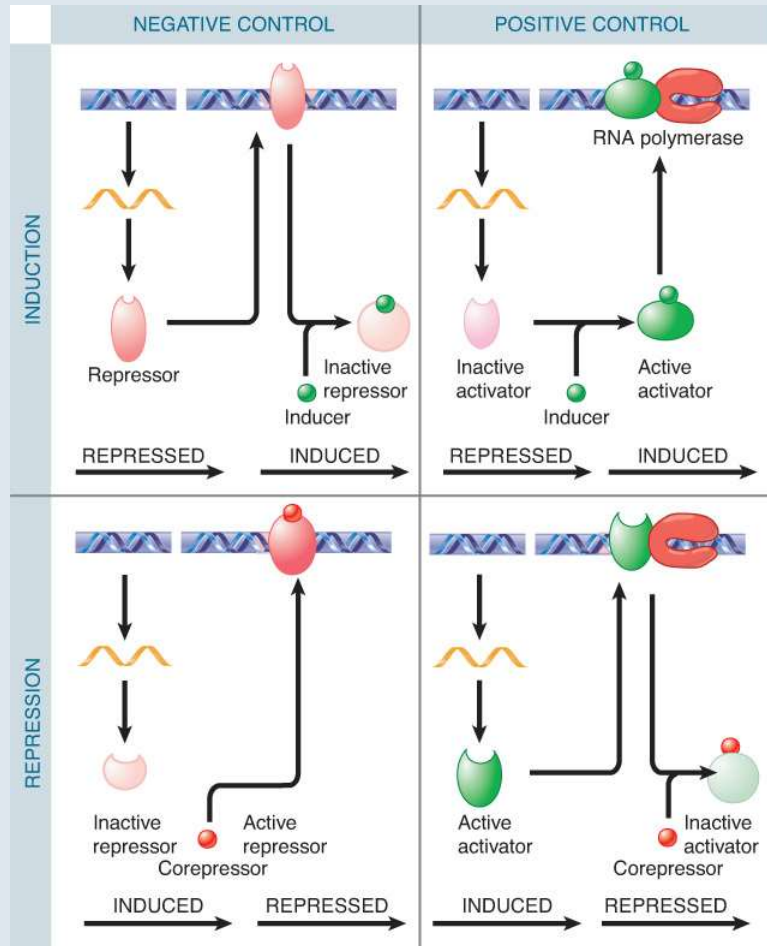 NEGATIVE CONTROL
POSITIVE CONTROL
INDUCTION
Repressor
Inactive
repressor
Inducer
REPRESSED
INDUCED
RNA polymerase
Inactive
activator
Active
activator
Inducer
REPRESSED
INDUCED
REPRESSION
Inactive
repressor
Active
repressor
Corepressor
INDUCED
REPRESSED
Active
activator
Inactive
activator
Corepressor
INDUCED
REPRESSED